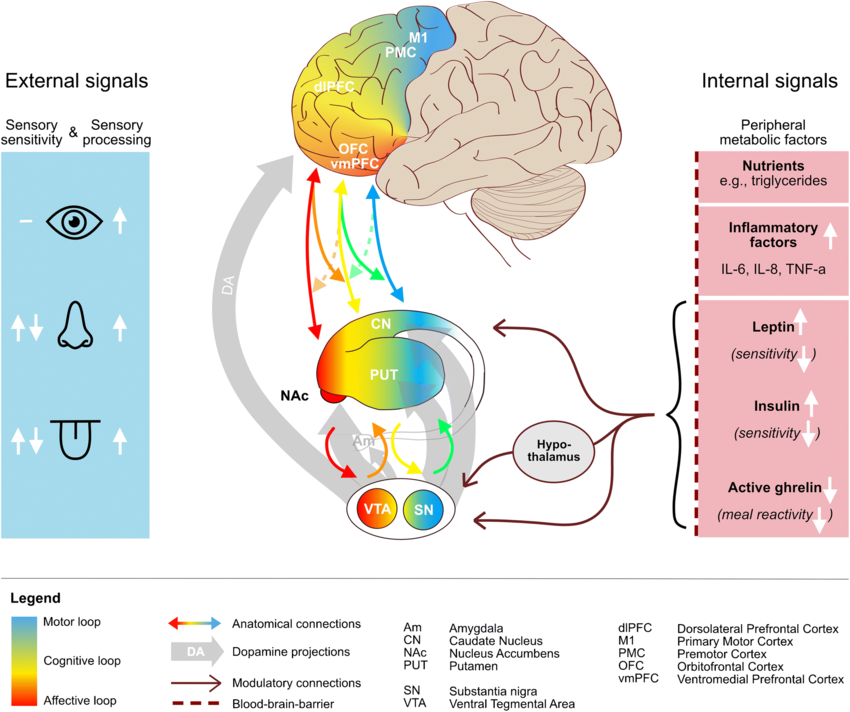 External signals
Sensory sensitivity & Sensory processing
–
M1
PMC
dlPFC
OFC
vmPFC
DA
CN
PUT
NAc
Am
VTA
SN
Hypo-
thalamus
Internal signals
Peripheral
metabolic factors
Nutrients
e.g., triglycerides
Inflammatory
factors
IL-6, IL-8, TNF-a
Leptin
(sensitivity )
Insulin
(sensitivity )
Active ghrelin
(meal reactivity )
Legend
Motor loop
Cognitive loop
Affective loop
Anatomical connections
DA Dopamine projections
Modulatory connections
Blood-brain-barrier
Am Amygdala
CN Caudate Nucleus
NAc Nucleus Accumbens
PUT Putamen
SN Substantia nigra
VTA Ventral Tegmental Area
dlPFC Dorsolateral Prefrontal Cortex
M1 Primary Motor Cortex
PMC Premotor Cortex
OFC Orbitofrontal Cortex
vmPFC Ventromedial Prefrontal Cortex